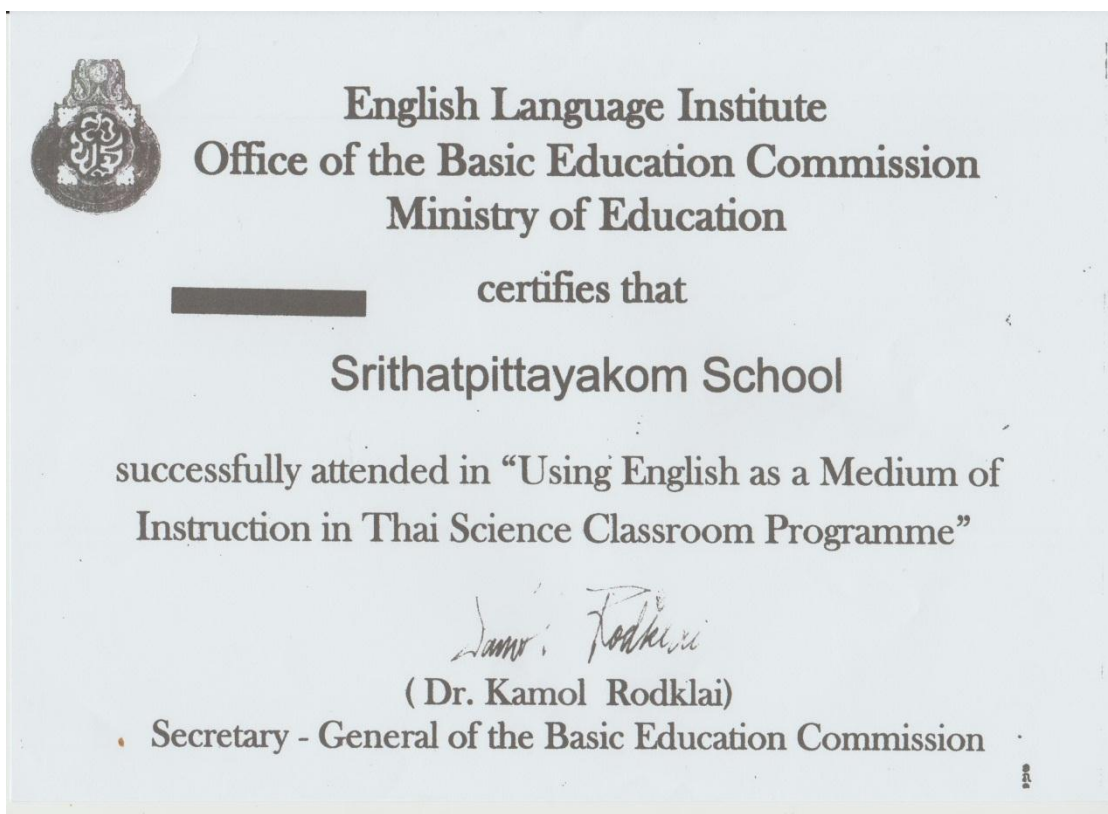 English Language Institute
Office of the Basic Education Commission
Ministry of Education
certifies that
Srithatpittayakom School
successfully attended in “Using English as a Medium of
Instruction in Thai Science Classroom Programme”
( Dr. Kamol Rodklai)
Secretary - General of the Basic Education Commission